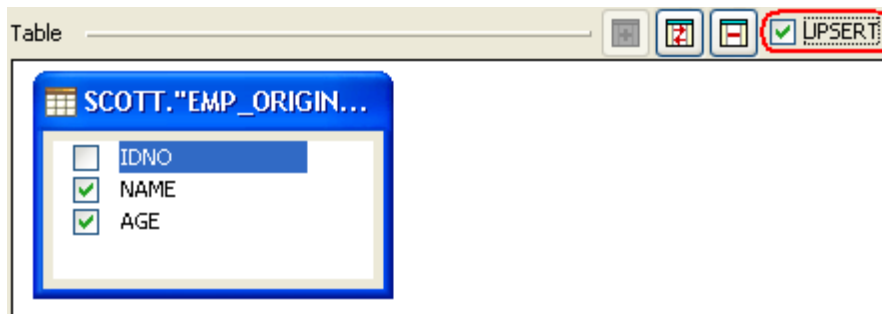 Table UPSERT
SCOTT."EMP_ORIGIN...
IDNO
NAME
AGE